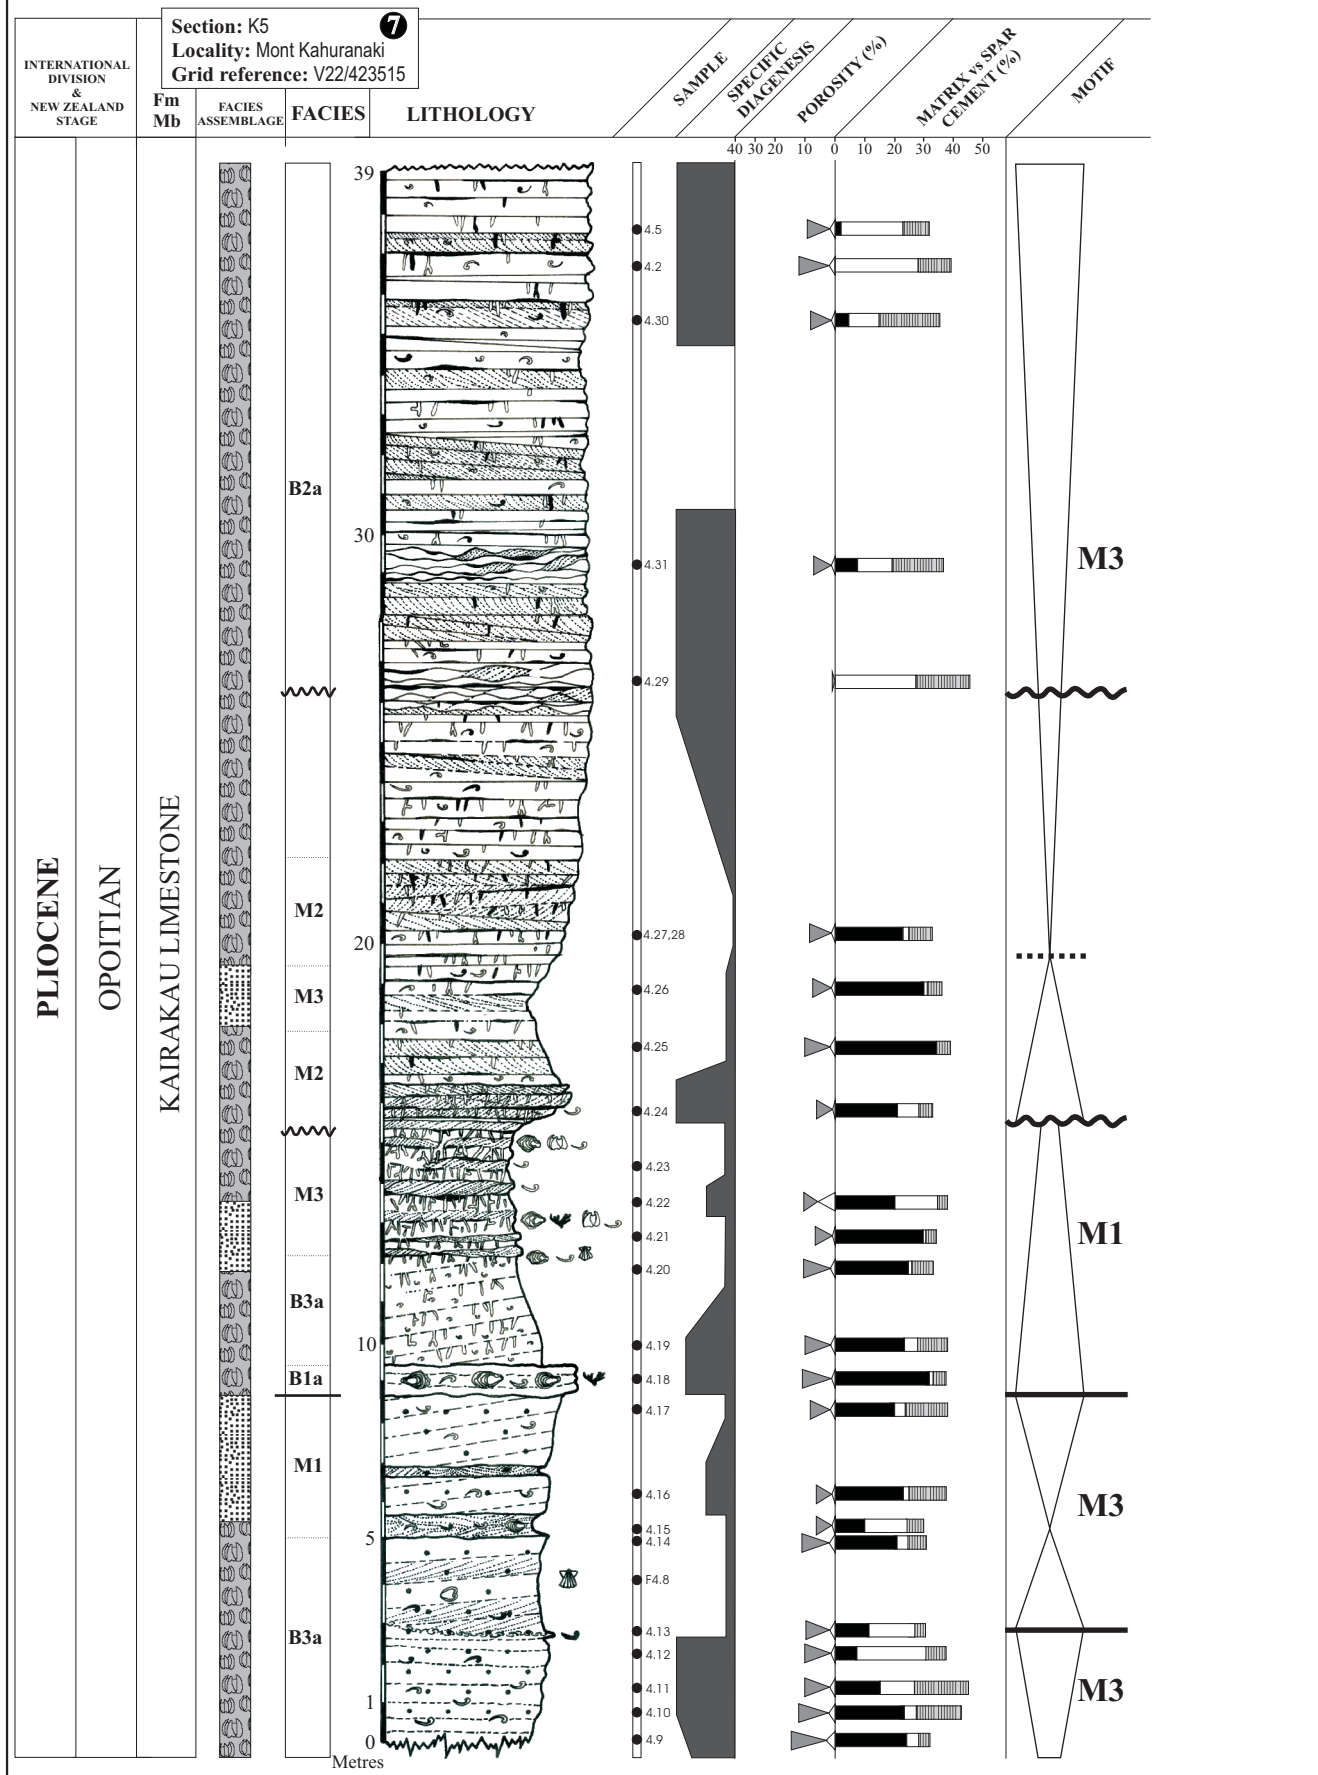 Section: K5
7
Locality: Mont Kahuranaki
Grid reference: V22/423515
INTERNATIONAL
DIVISION
&
NEW ZEALAND
STAGE
Fm
Mb
FACIES
ASSEMBLAGE
FACIES
LITHOLOGY
SAMPLE
SPECIFIC
DIAGENESIS
POROSITY (%)
MATRIX vs SPAR
CEMENT (%)
MOTIF
40 30 20 10 0 10 20 30 40 50
39
4.5
4.2
4.30
B2a
30
4.31
M3
4.29
PLIOCENE
OPOITIAN
KAIRAKAU LIMESTONE
M2
4.27,28
20
M3
4.26
4.25
M2
4.24
4.23
M3
4.22
M1
4.21
4.20
B3a
10
4.19
B1a
4.18
4.17
M1
4.16
M3
4.15
5
4.14
F4.8
4.13
B3a
4.12
4.11
M3
1
4.10
0
4.9
Metres